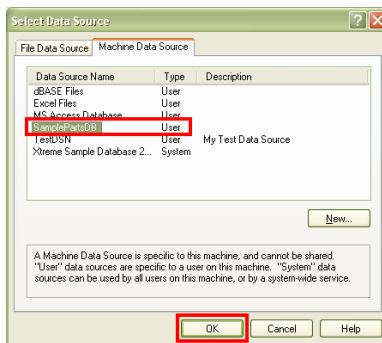 Select Data Source
File Data Source Machine Data Source
Data Source Name Type Description
dBASE Files User
Excel Files User
MS Access Database User
SamplePartsDB User
TestDSN User My Test Data Source
Xtreme Sample Database 2... System
New...
A Machine Data Source is specific to this machine, and cannot be shared.
"User" data sources are specific to a user on this machine. "System" data
sources can be used by all users on this machine, or by a system-wide service.
OK Cancel Help